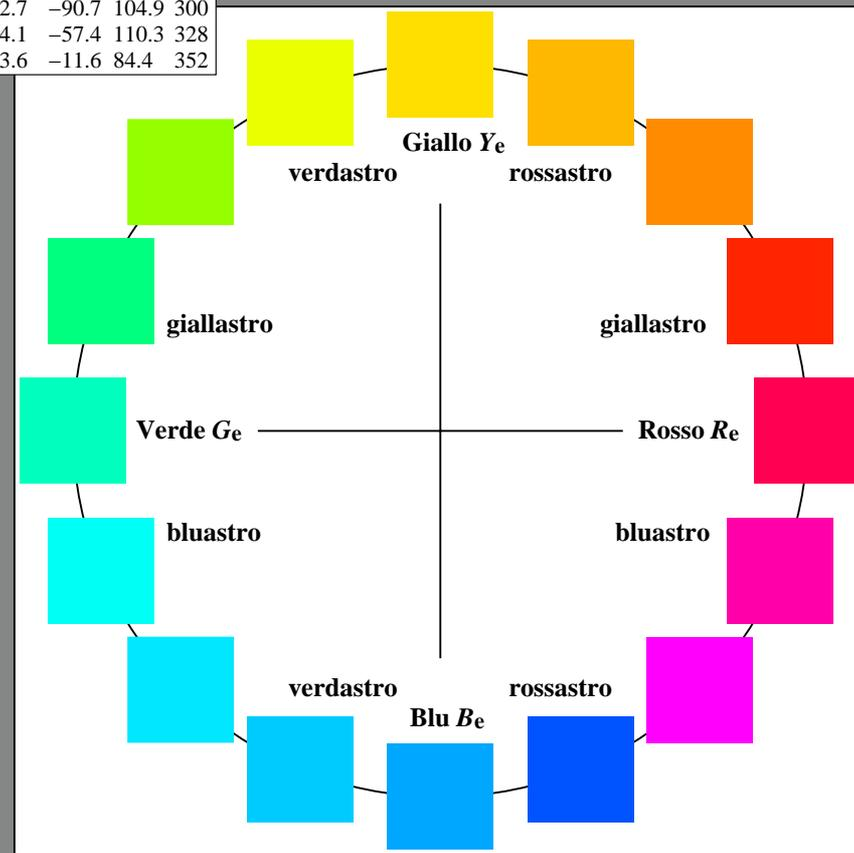 2.7 −90.7 104.9 300
4.1 −57.4 110.3 328
3.6 −11.6 84.4 352
Giallo Ye
verdastro rossastro
giallastro giallastro
Verde Ge Rosso Re
bluastro bluastro
verdastro rossastro
Blu Be